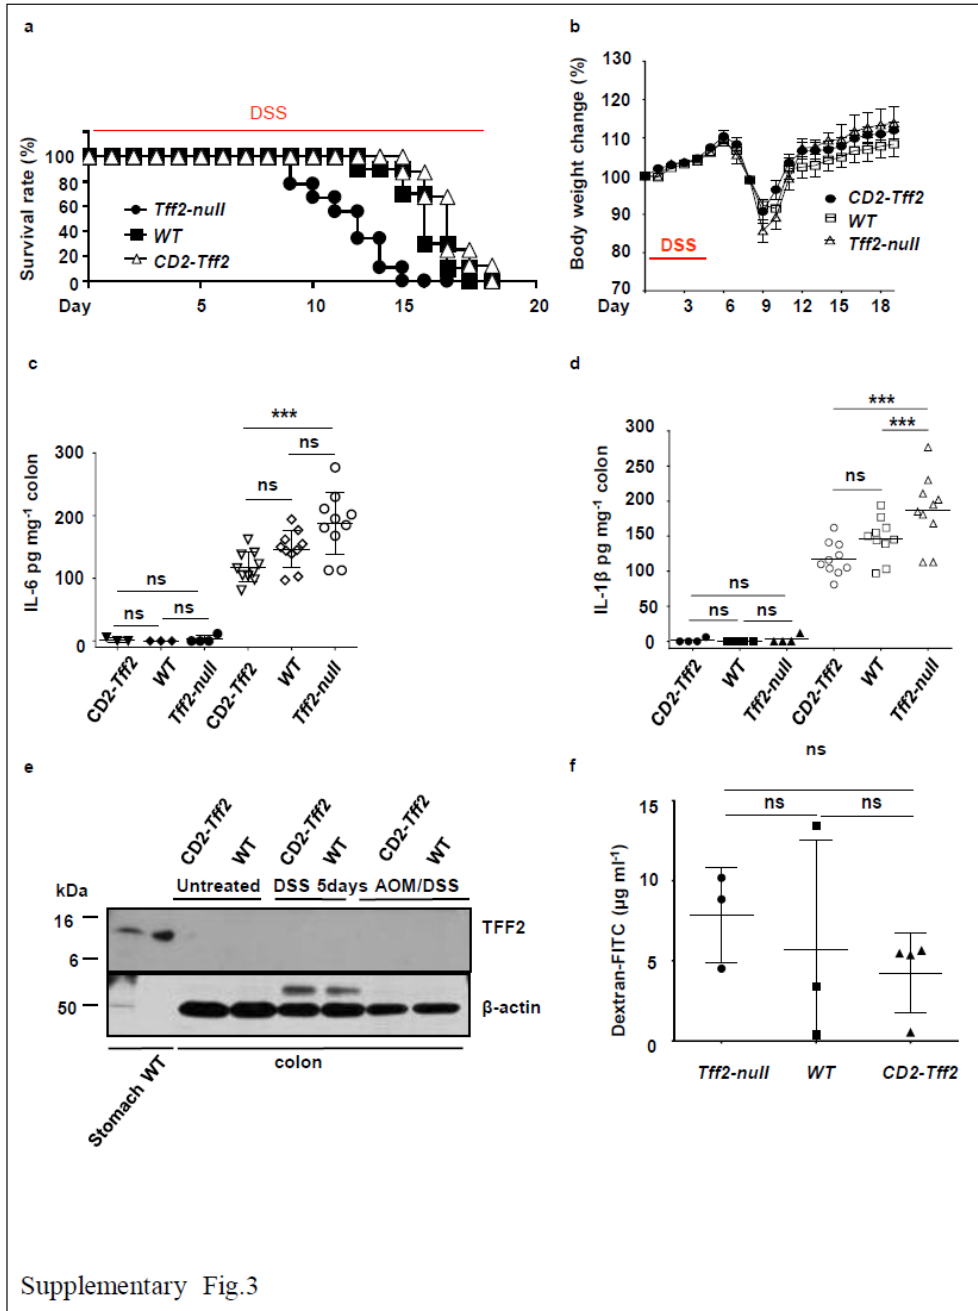 a
DSS
Survival rate (%)
100
80
60
40
20
0
Tff2-null
WT
CD2-Tff2
Day
5
10
15
20
b
Body weight change (%)
130
120
110
100
90
80
70
CD2-Tff2
WT
Tff2-null
DSS
Day
3
6
9
12
15
18
c
IL-6 pg mg⁻¹ colon
300
200
100
0
***
ns
ns
ns
ns
ns
CD2-Tff2
WT
Tff2-null
CD2-Tff2
WT
Tff2-null
d
IL-1β pg mg⁻¹ colon
300
250
200
150
100
50
0
***
***
ns
ns
ns
ns
CD2-Tff2
WT
Tff2-null
CD2-Tff2
WT
Tff2-null
e
CD2-Tff2
WT
CD2-Tff2
WT
CD2-Tff2
WT
Untreated
DSS 5days
AOM/DSS
kDa
16
6
50
TFF2
β-actin
Stomach WT
colon
f
ns
ns
ns
Dextran-FITC (µg ml⁻¹)
15
10
5
0
Tff2-null
WT
CD2-Tff2
Supplementary Fig.3